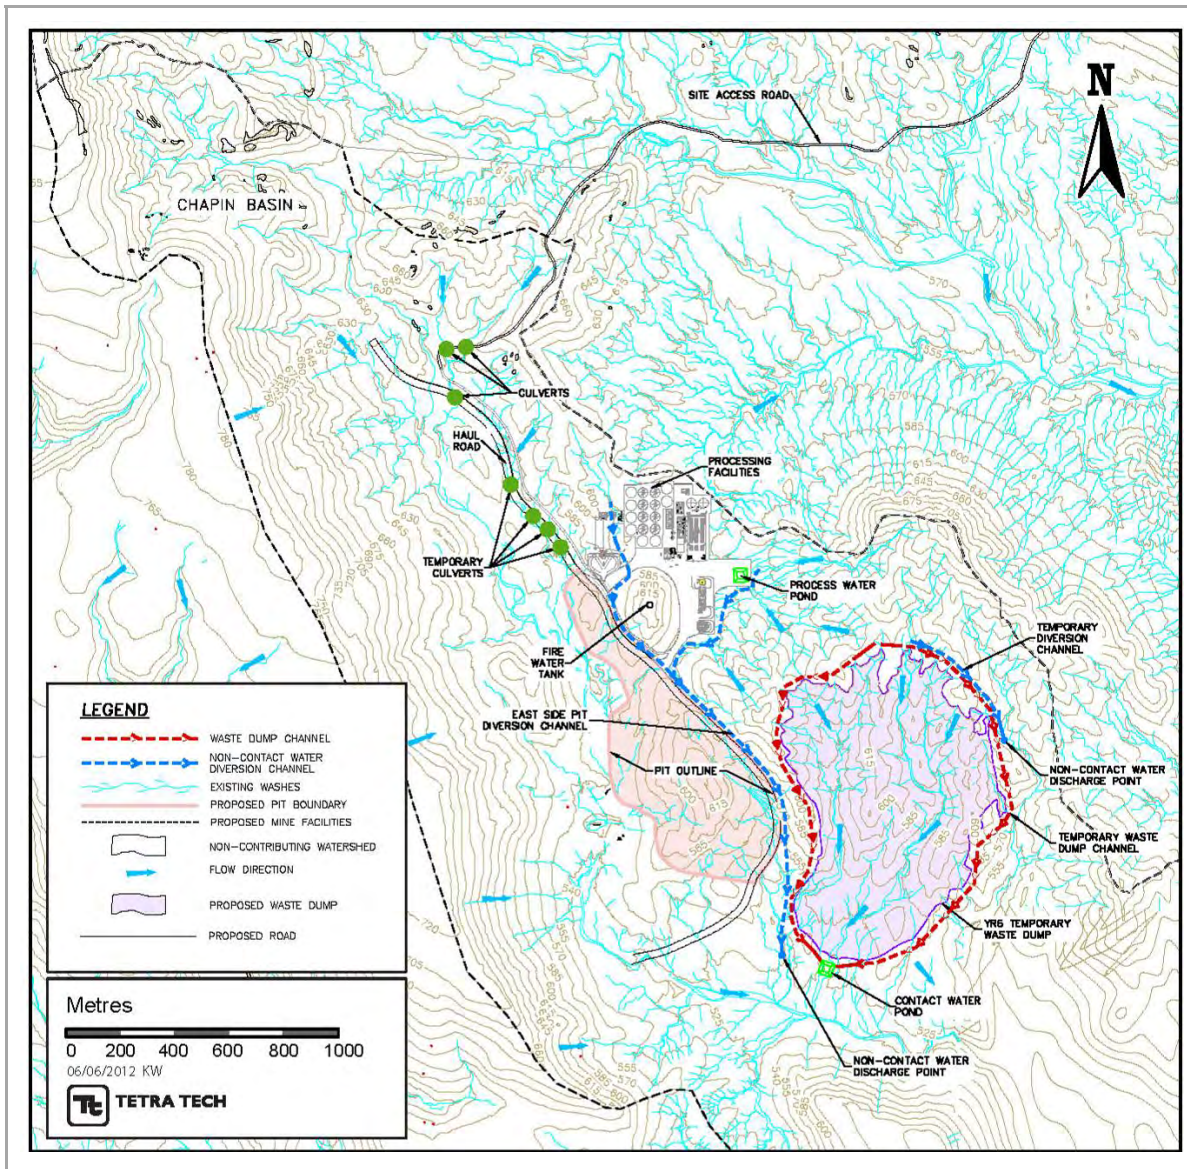 N
SITE ACCESS ROAD
CHAPIN BASIN
CULVERTS
HAUL
ROAD
PROCESSING
FACILITIES
TEMPORARY
CULVERTS
PROCESS WATER
POND
FIRE
WATER
TANK
TEMPORARY
DIVERSION
CHANNEL
EAST SIDE PIT
DIVERSION CHANNEL
PIT OUTLINE
NON-CONTACT WATER
DISCHARGE POINT
TEMPORARY WASTE
DUMP CHANNEL
YR6 TEMPORARY
WASTE DUMP
CONTACT WATER
POND
NON-CONTACT WATER
DISCHARGE POINT
LEGEND
WASTE DUMP CHANNEL
NON-CONTACT WATER
DIVERSION CHANNEL
EXISTING WASHES
PROPOSED PIT BOUNDARY
PROPOSED MINE FACILITIES
NON-CONTRIBUTING WATERSHED
FLOW DIRECTION
PROPOSED WASTE DUMP
PROPOSED ROAD
Metres
0 200 400 600 800 1000
06/06/2012 KW
Tt TETRA TECH